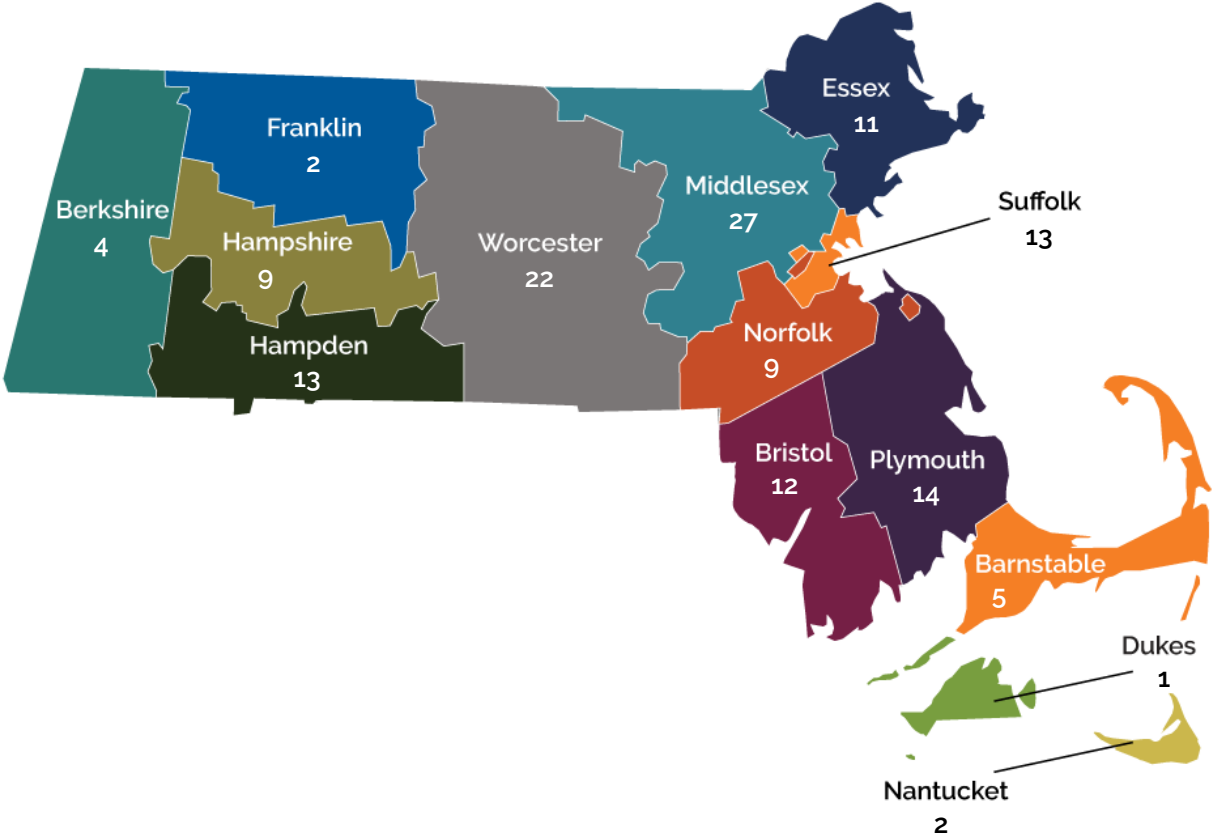 Essex
11
Franklin
2
Middlesex
27
Suffolk
13
Berkshire
4
Hampshire
9
Worcester
22
Norfolk
9
Hampden
13
Bristol
12
Plymouth
14
Barnstable
5
Dukes
1
Nantucket
2